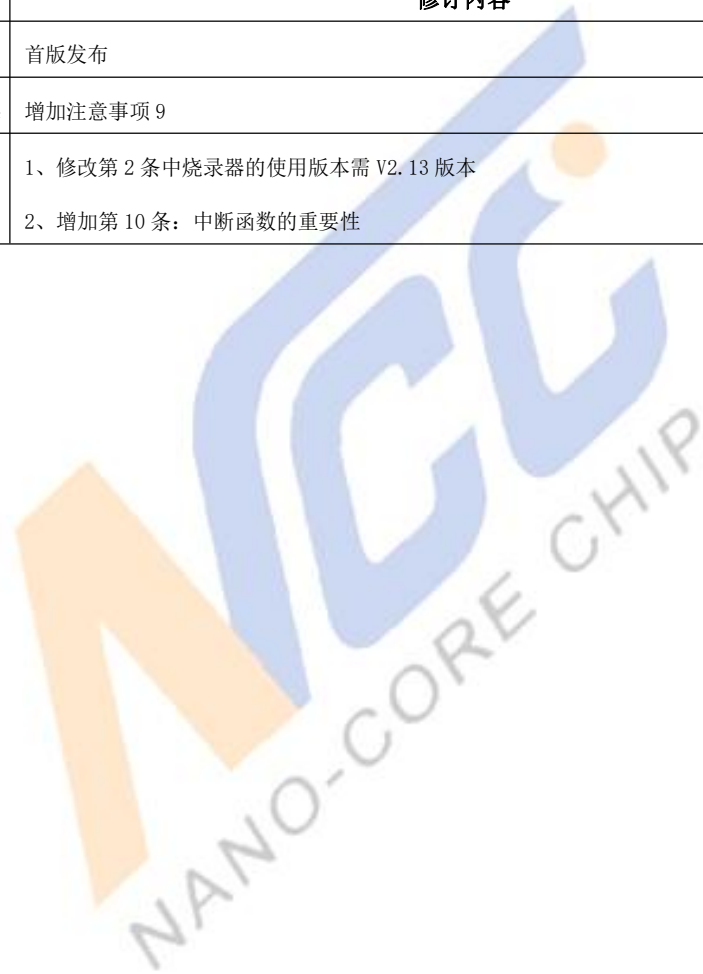 修订内容
首版发布
增加注意事项 9
1、修改第 2 条中烧录器的使用版本需 V2.13 版本
2、增加第 10 条：中断函数的重要性
NCC
NANO-CORE CHIP